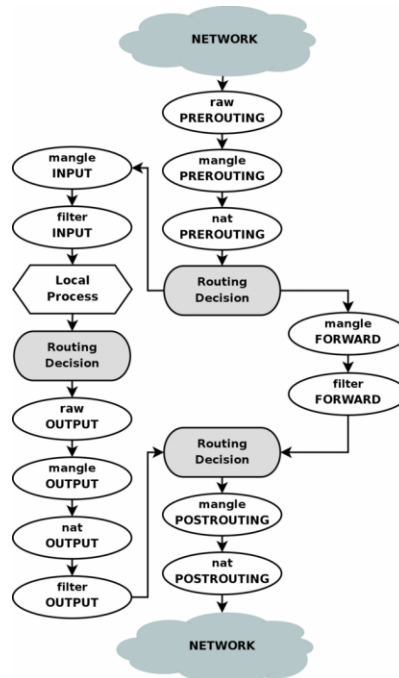 NETWORK
raw
PREROUTING
mangle
PREROUTING
nat
PREROUTING
Routing
Decision
mangle
INPUT
filter
INPUT
Local
Process
Routing
Decision
raw
OUTPUT
mangle
OUTPUT
nat
OUTPUT
filter
OUTPUT
mangle
FORWARD
filter
FORWARD
Routing
Decision
mangle
POSTROUTING
nat
POSTROUTING
NETWORK